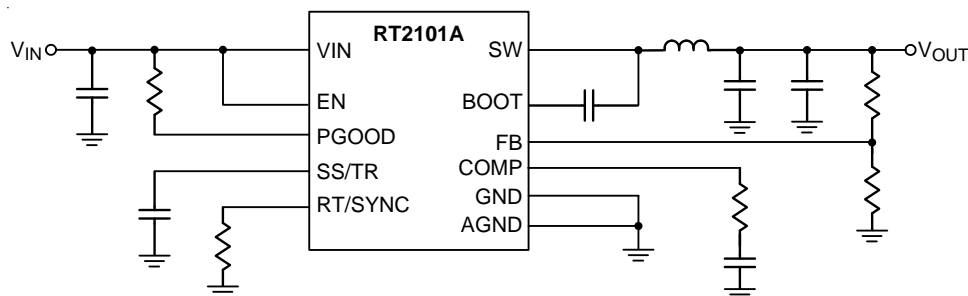 RT2101A
VIN
VIN
EN
PGOOD
SS/TR
RT/SYNC
SW
BOOT
FB
COMP
GND
AGND
VOUT